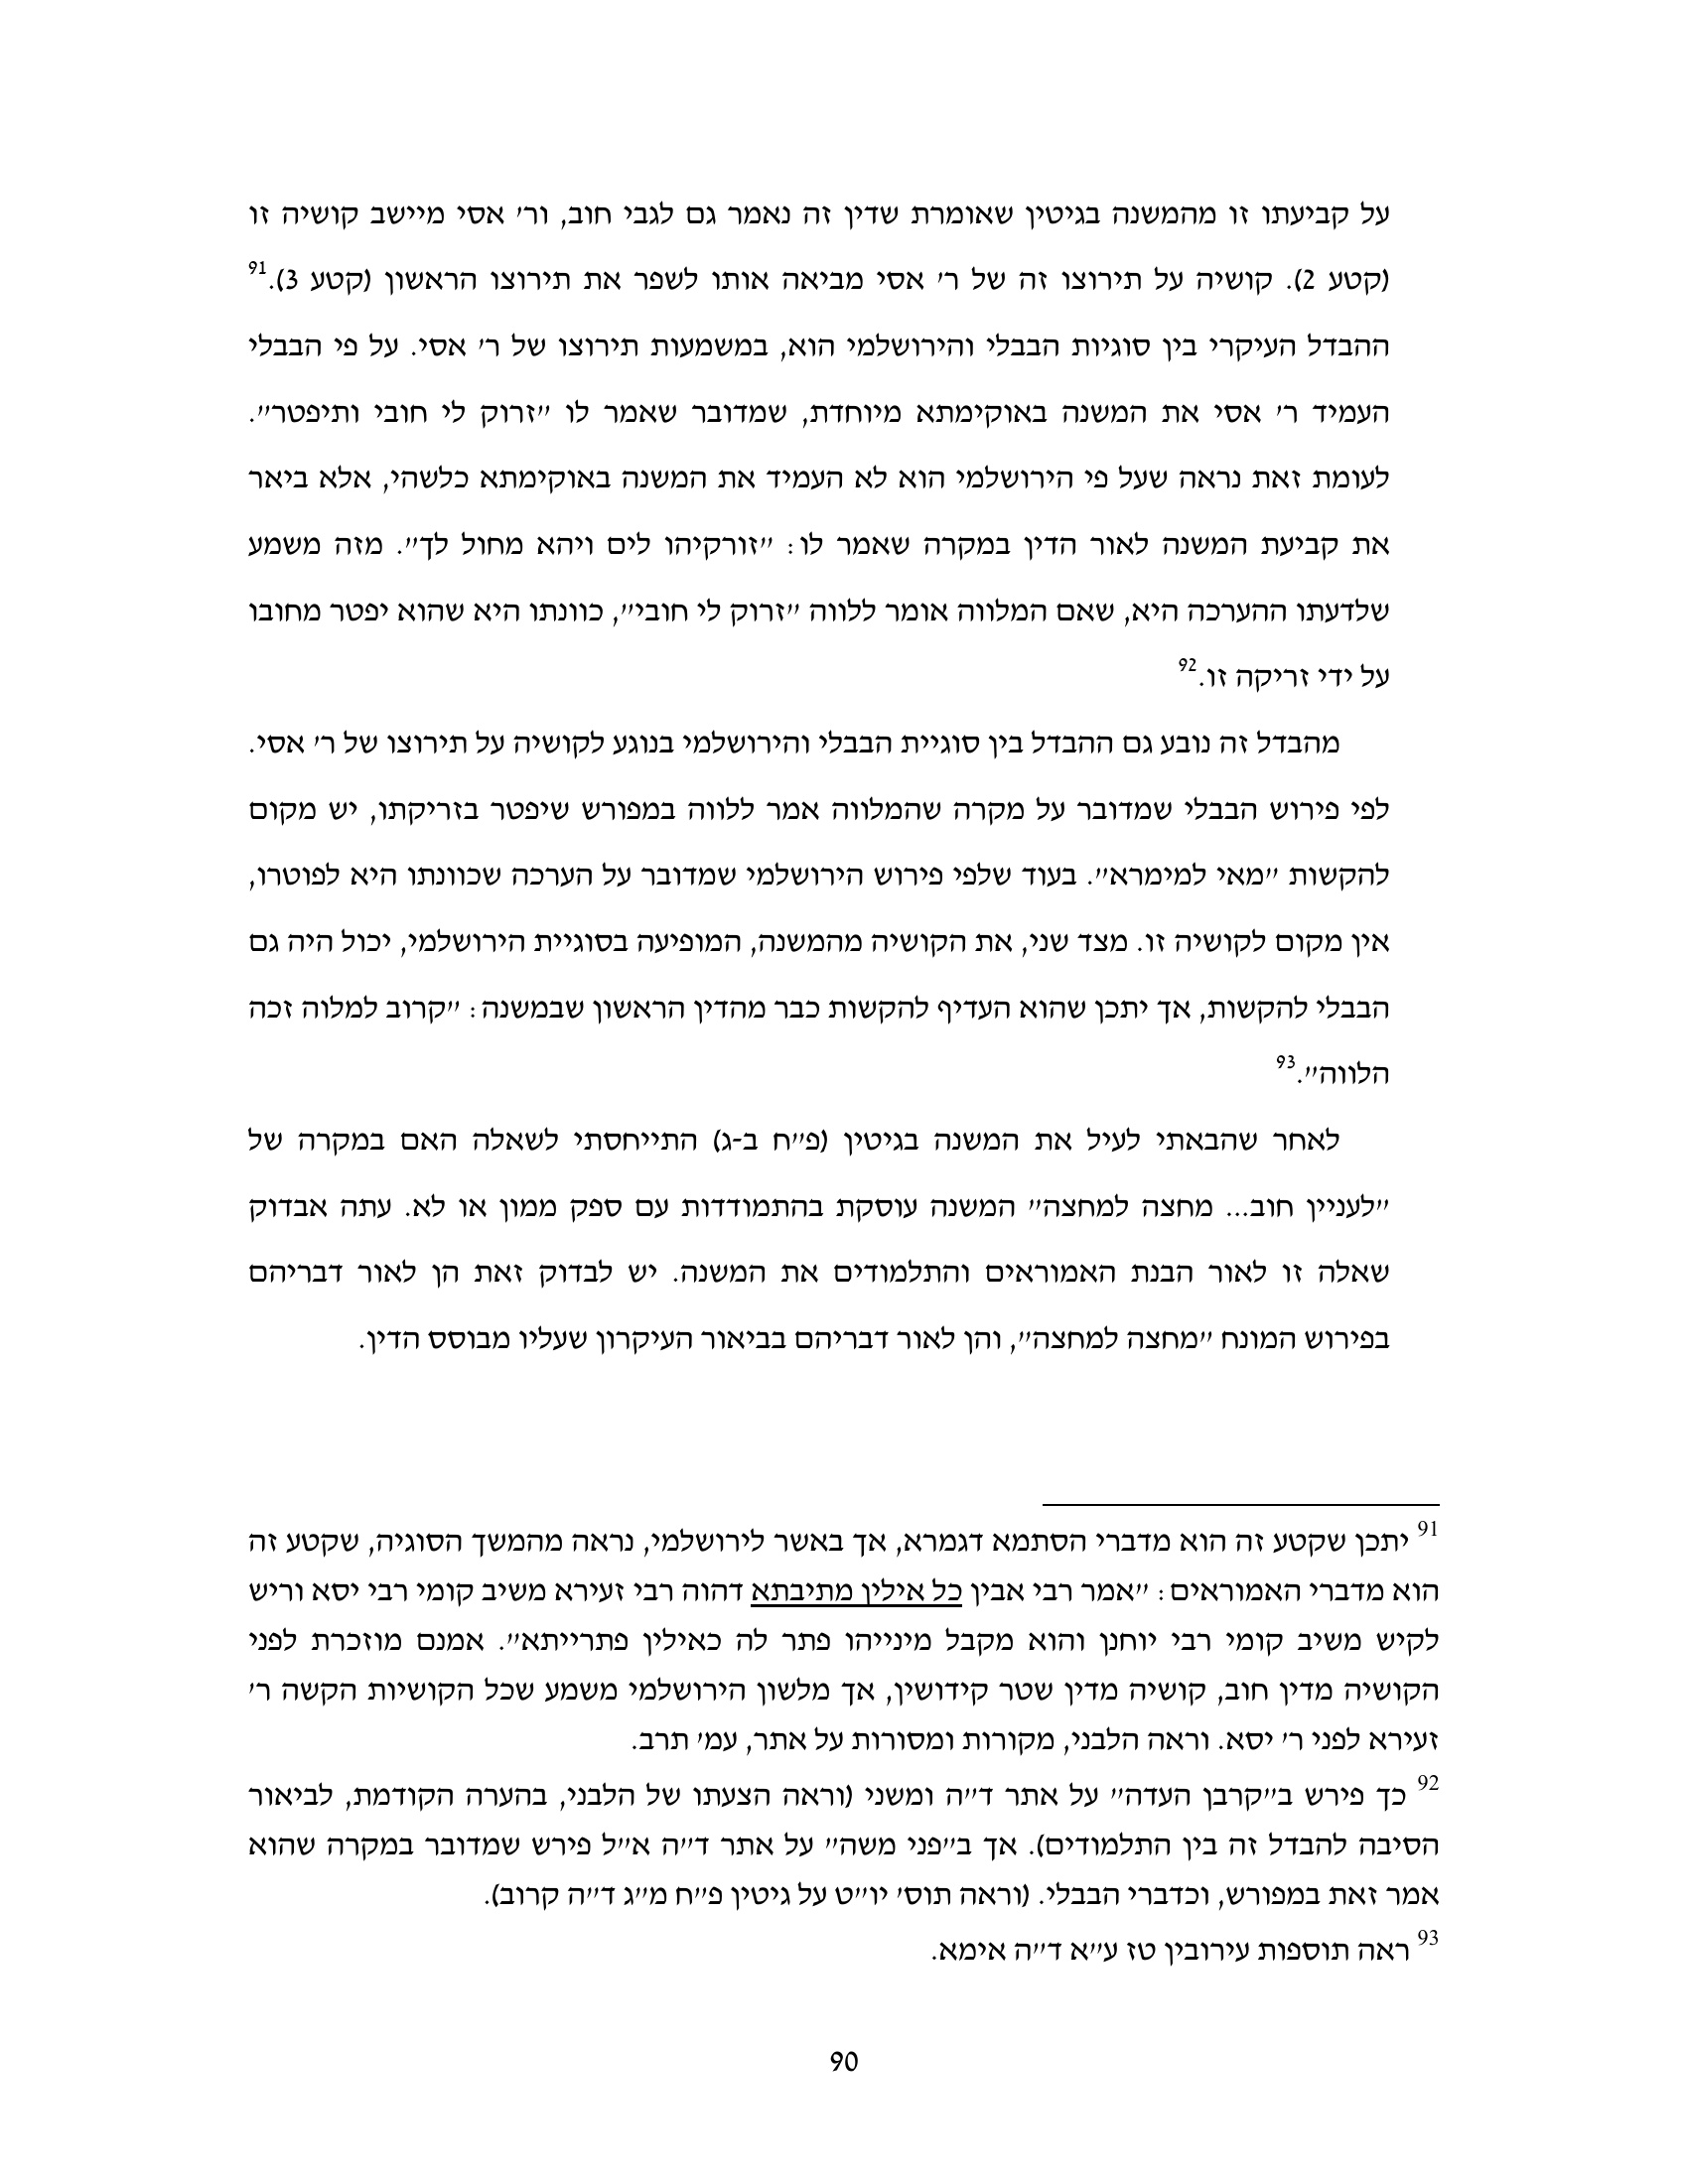 על קביעתו זו מהמשנה בגיטין שאומרת שדין זה נאמר גם לגבי חוב, ור׳ אסי מיישב קושיה זו
(קטע 2). קושיה על תירוצו זה של ר׳ אסי מביאה אותו לשפר את תירוצו הראשון (קטע 3).91
ההבדל העיקרי בין סוגיות הבבלי והירושלמי הוא, במשמעות תירוצו של ר׳ אסי. על פי הבבלי
העמיד ר׳ אסי את המשנה באוקימתא מיוחדת, שמדובר שאמר לו ״זרוק לי חובי ותיפטר״.
לעומת זאת נראה שעל פי הירושלמי הוא לא העמיד את המשנה באוקימתא כלשהי, אלא ביאר
את קביעת המשנה לאור הדין במקרה שאמר לו: ״זורקיהו לים ויהא מחול לך״. מזה משמע
שלדעתו ההערכה היא, שאם המלווה אומר ללווה ״זרוק לי חובי״, כוונתו היא שהוא יפטר מחובו
על ידי זריקה זו.92
מהבדל זה נובע גם ההבדל בין סוגיית הבבלי והירושלמי בנוגע לקושיה על תירוצו של ר׳ אסי.
לפי פירוש הבבלי שמדובר על מקרה שהמלווה אמר ללווה במפורש שיפטר בזריקתו, יש מקום
להקשות ״מאי למימרא״. בעוד שלפי פירוש הירושלמי שמדובר על הערכה שכוונתו היא לפוטרו,
אין מקום לקושיה זו. מצד שני, את הקושיה מהמשנה, המופיעה בסוגיית הירושלמי, יכול היה גם
הבבלי להקשות, אך יתכן שהוא העדיף להקשות כבר מהדין הראשון שבמשנה: ״קרוב למלוה זכה
הלווה״.93
לאחר שהבאתי לעיל את המשנה בגיטין (פ״ח ב-ג) התייחסתי לשאלה האם במקרה של
״לעניין חוב... מחצה למחצה״ המשנה עוסקת בהתמודדות עם ספק ממון או לא. עתה אבדוק
שאלה זו לאור הבנת האמוראים והתלמודים את המשנה. יש לבדוק זאת הן לאור דבריהם
בפירוש המונח ״מחצה למחצה״, והן לאור דבריהם בביאור העיקרון שעליו מבוסס הדין.
91 יתכן שקטע זה הוא מדברי הסתמא דגמרא, אך באשר לירושלמי, נראה מהמשך הסוגיה, שקטע זה
הוא מדברי האמוראים: ״אמר רבי אבין כל אילין מתיבתא דהוה רבי זעירא משיב קומי רבי יסא וריש
לקיש משיב קומי רבי יוחנן והוא מקבל מינייהו פתר לה כאילין פתרייתא״. אמנם מוזכרת לפני
הקושיה מדין חוב, קושיה מדין שטר קידושין, אך מלשון הירושלמי משמע שכל הקושיות הקשה ר׳
זעירא לפני ר׳ יסא. וראה הלבני, מקורות ומסורות על אתר, עמ׳ תרב.
92 כך פירש ב״קרבן העדה״ על אתר ד״ה ומשני (וראה הצעתו של הלבני, בהערה הקודמת, לביאור
הסיבה להבדל זה בין התלמודים). אך ב״פני משה״ על אתר ד״ה א״ל פירש שמדובר במקרה שהוא
אמר זאת במפורש, וכדברי הבבלי. (וראה תוס׳ יו״ט על גיטין פ״ח מ״ג ד״ה קרוב).
93 ראה תוספות עירובין טז ע״א ד״ה אימא.
90